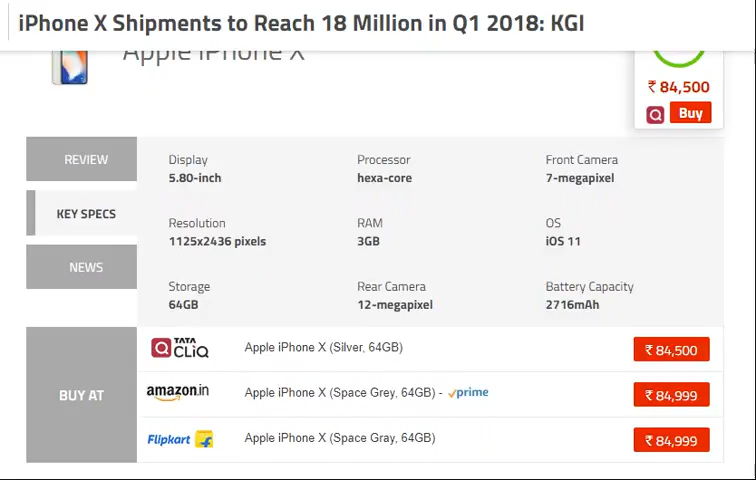 iPhone X Shipments to Reach 18 Million in Q1 2018: KGI
Apple iPhone X
₹ 84,500
Q Buy
REVIEW
KEY SPECS
NEWS
Display
5.80-inch
Processor
hexa-core
Front Camera
7-megapixel
Resolution
1125x2436 pixels
RAM
3GB
OS
iOS 11
Storage
64GB
Rear Camera
12-megapixel
Battery Capacity
2716mAh
BUY AT
Q TATA CLiQ Apple iPhone X (Silver, 64GB) ₹ 84,500
amazon.in Apple iPhone X (Space Grey, 64GB) - prime ₹ 84,999
Flipkart Apple iPhone X (Space Gray, 64GB) ₹ 84,999